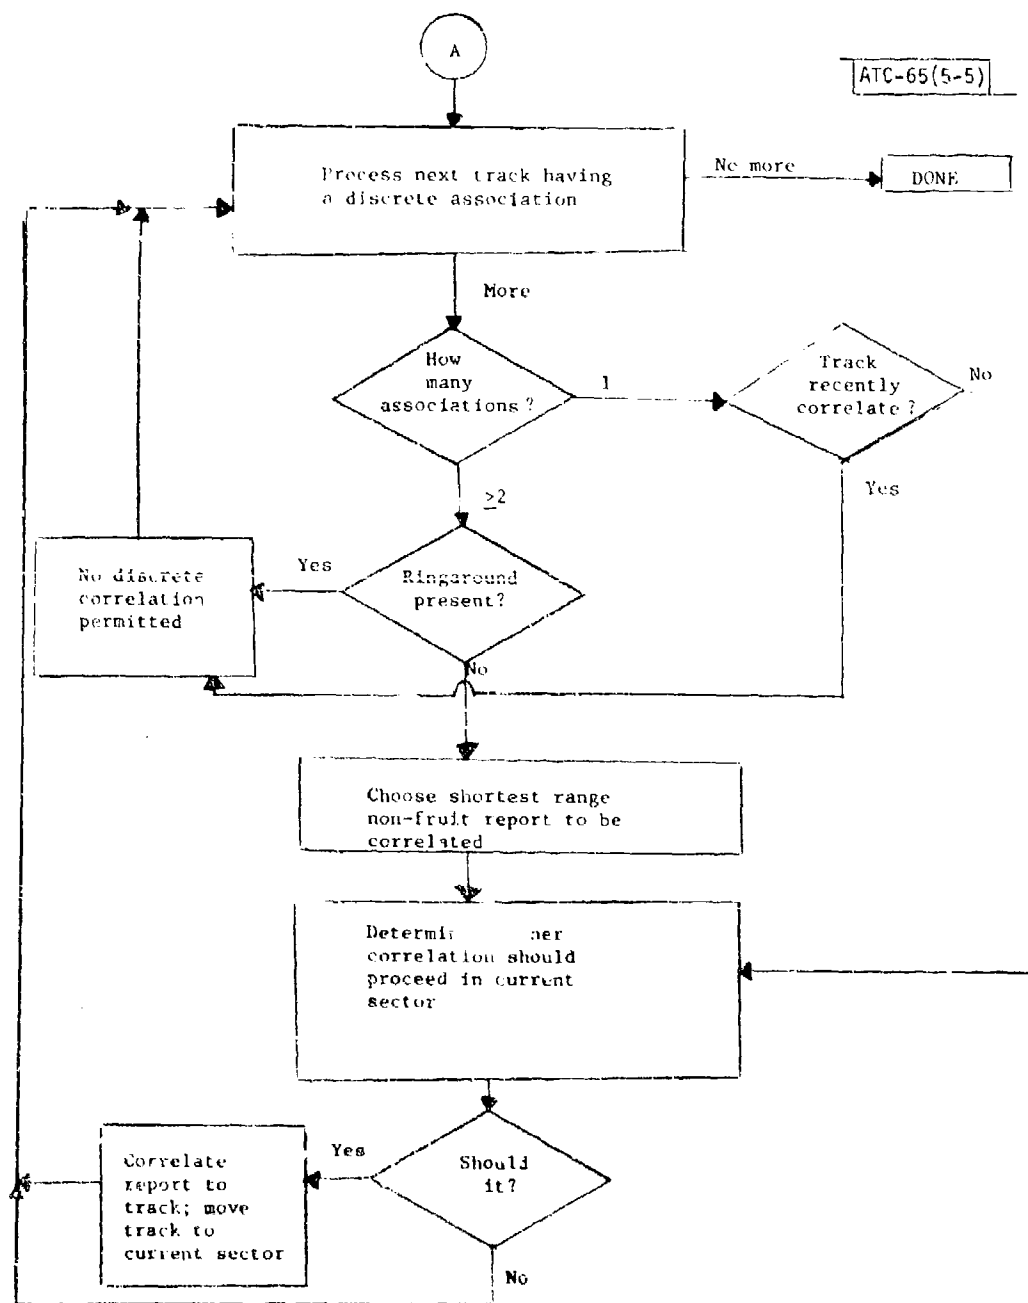 A
ATC-65(5-5)
Process next track having
a discrete association
No more
DONE
More
How
many
associations?
1
Track
recently
correlate?
No
Yes
≥2
Ringaround
present?
Yes
No discrete
correlation
permitted
No
Choose shortest range
non-fruit report to be
correlated
correlation should
proceed in current
sector
Should
it?
Yes
Correlate
report to
track; move
track to
current sector
No